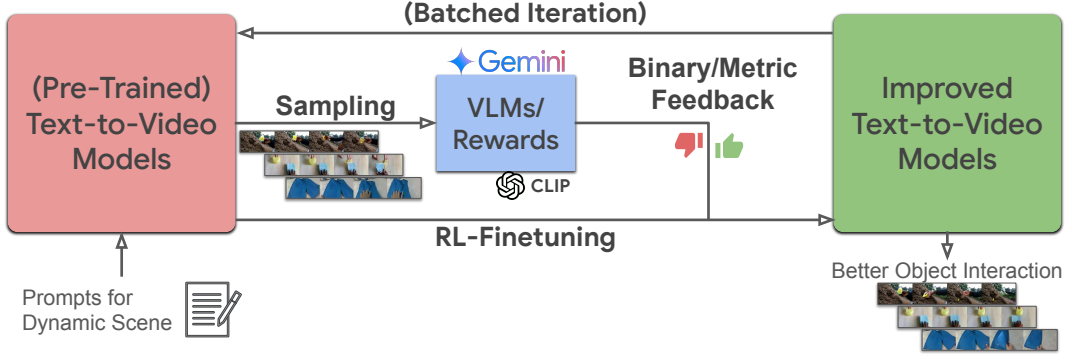 (Batched Iteration)
(Pre-Trained)
Text-to-Video
Models
Sampling
Gemini
VLMs/
Rewards
CLIP
Binary/Metric
Feedback
RL-Finetuning
Improved
Text-to-Video
Models
Prompts for
Dynamic Scene
Better Object Interaction